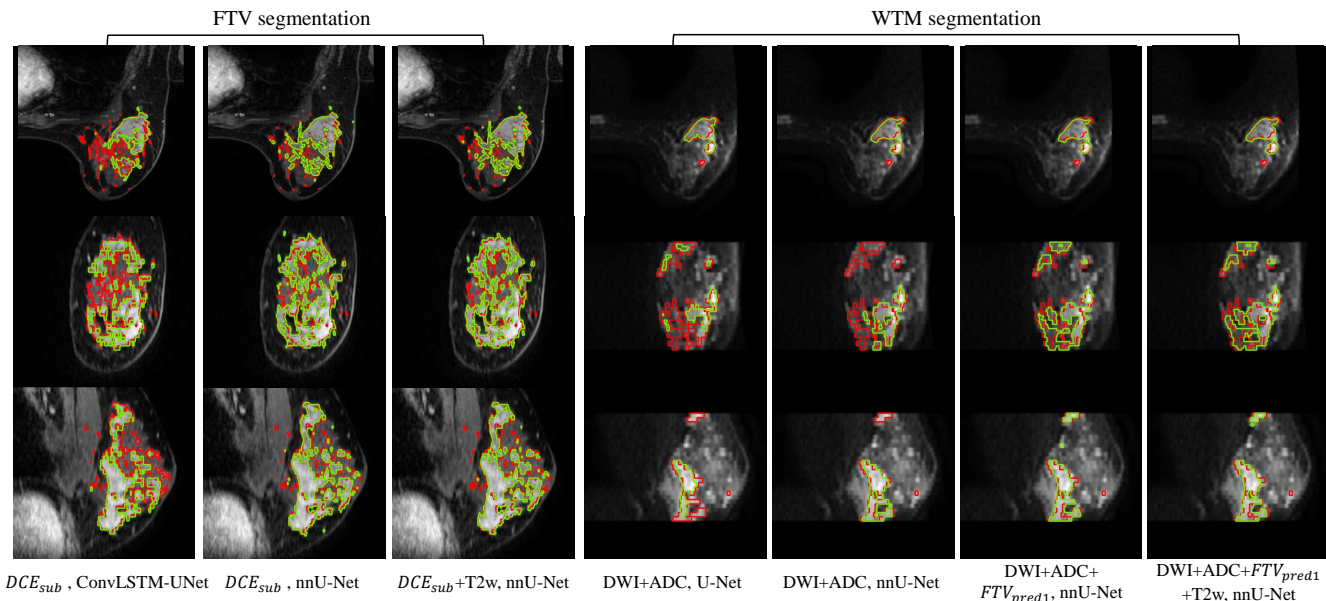 FTV segmentation
WTM segmentation
DCE_sub , ConvLSTM-UNet
DCE_sub , nnU-Net
DCE_sub+T2w, nnU-Net
DWI+ADC, U-Net
DWI+ADC, nnU-Net
DWI+ADC+
FTV_pred1, nnU-Net
DWI+ADC+FTV_pred1
+T2w, nnU-Net